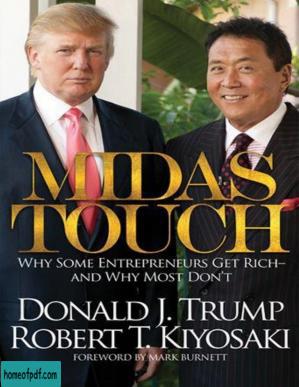 MIDAS
TOUCH
WHY SOME ENTREPRENEURS GET RICH–
AND WHY MOST DON'T
DONALD J. TRUMP
ROBERT T. KIYOSAKI
FOREWORD BY MARK BURNETT
homeofpdf.com